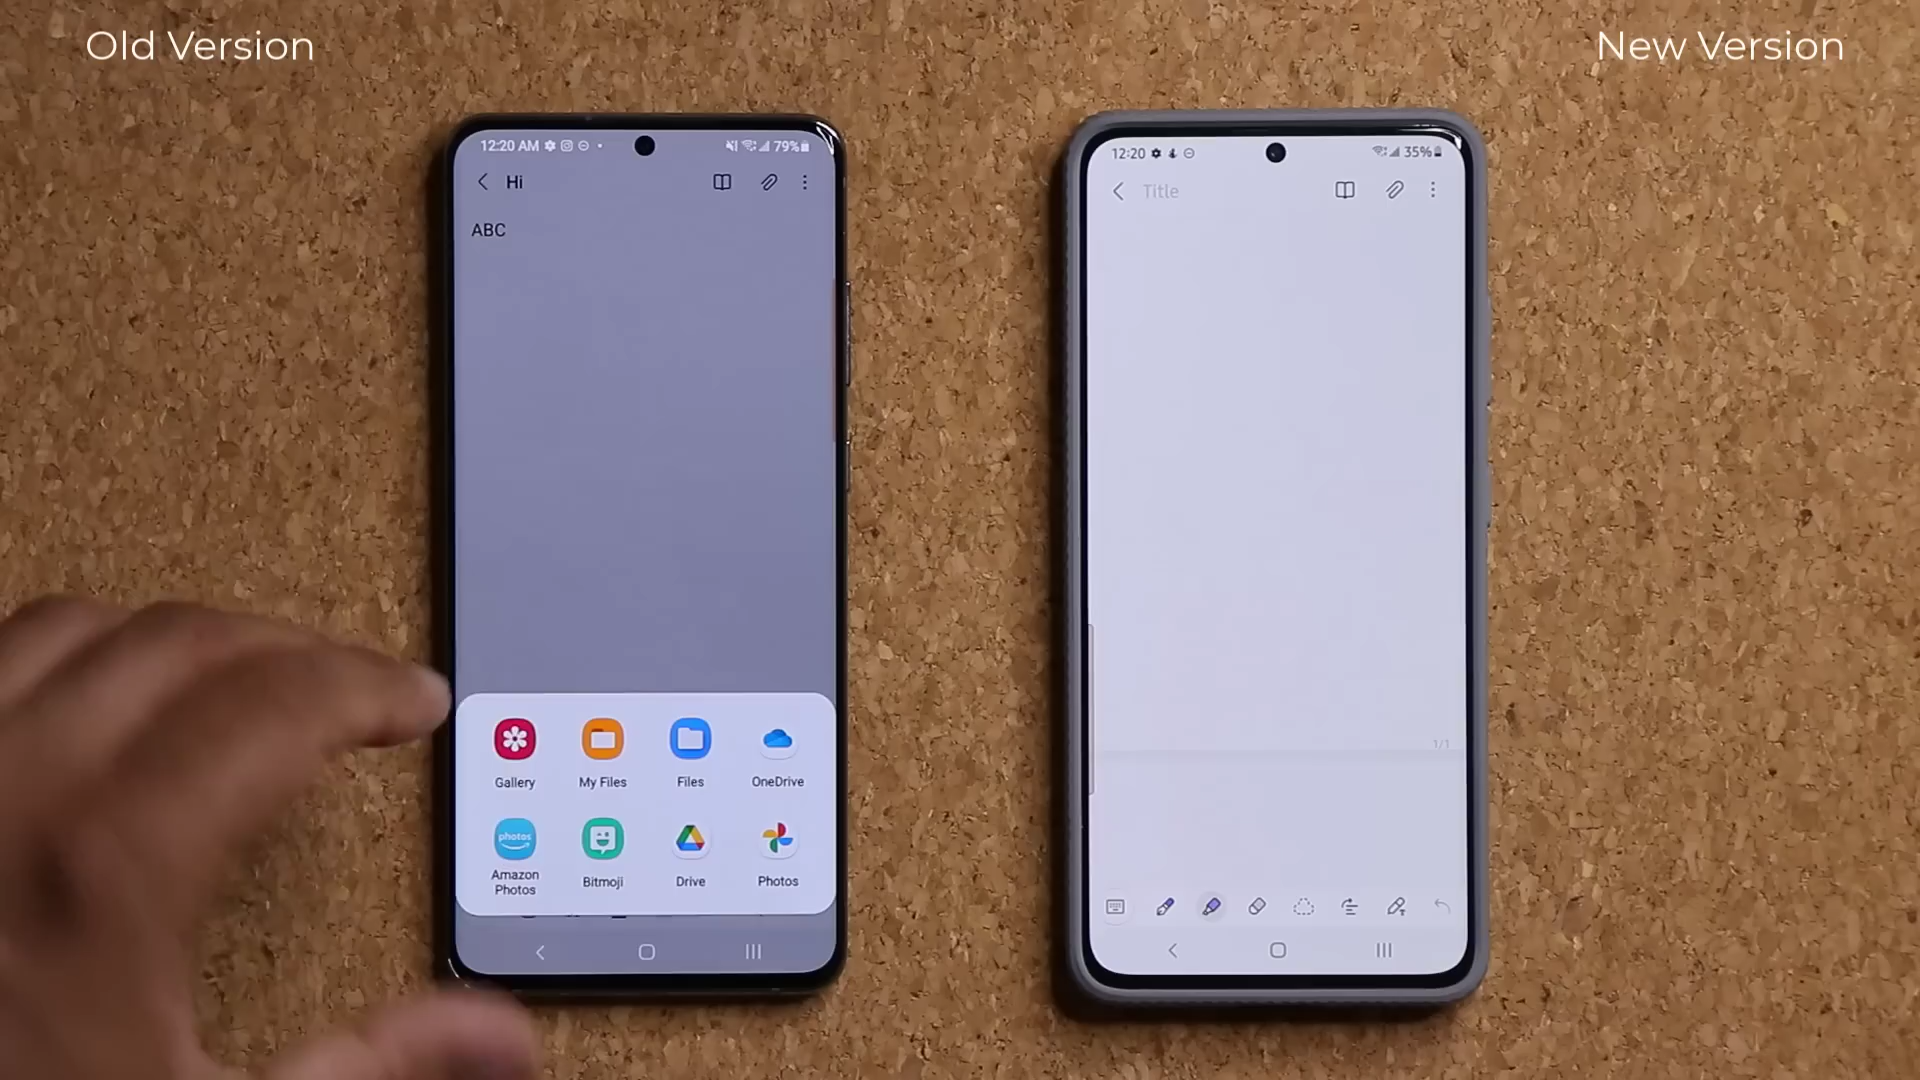 Old Version
New Version
12:20 AM
79%
Hi
ABC
Gallery
My Files
Files
OneDrive
photos
Amazon Photos
Bitmoji
Drive
Photos
12:20
35%
Title
1/1